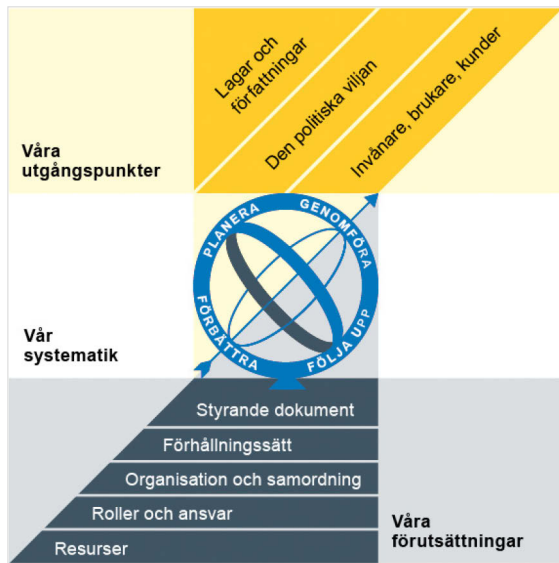 Lagar och
författningar
Den politiska viljan
Invånare, brukare, kunder
Våra
utgångspunkter
PLANERA
GENOMFÖRA
FÖRBÄTTRA
FÖLJA UPP
Vår
systematik
Styrande dokument
Förhållningssätt
Organisation och samordning
Roller och ansvar
Resurser
Våra
förutsättningar